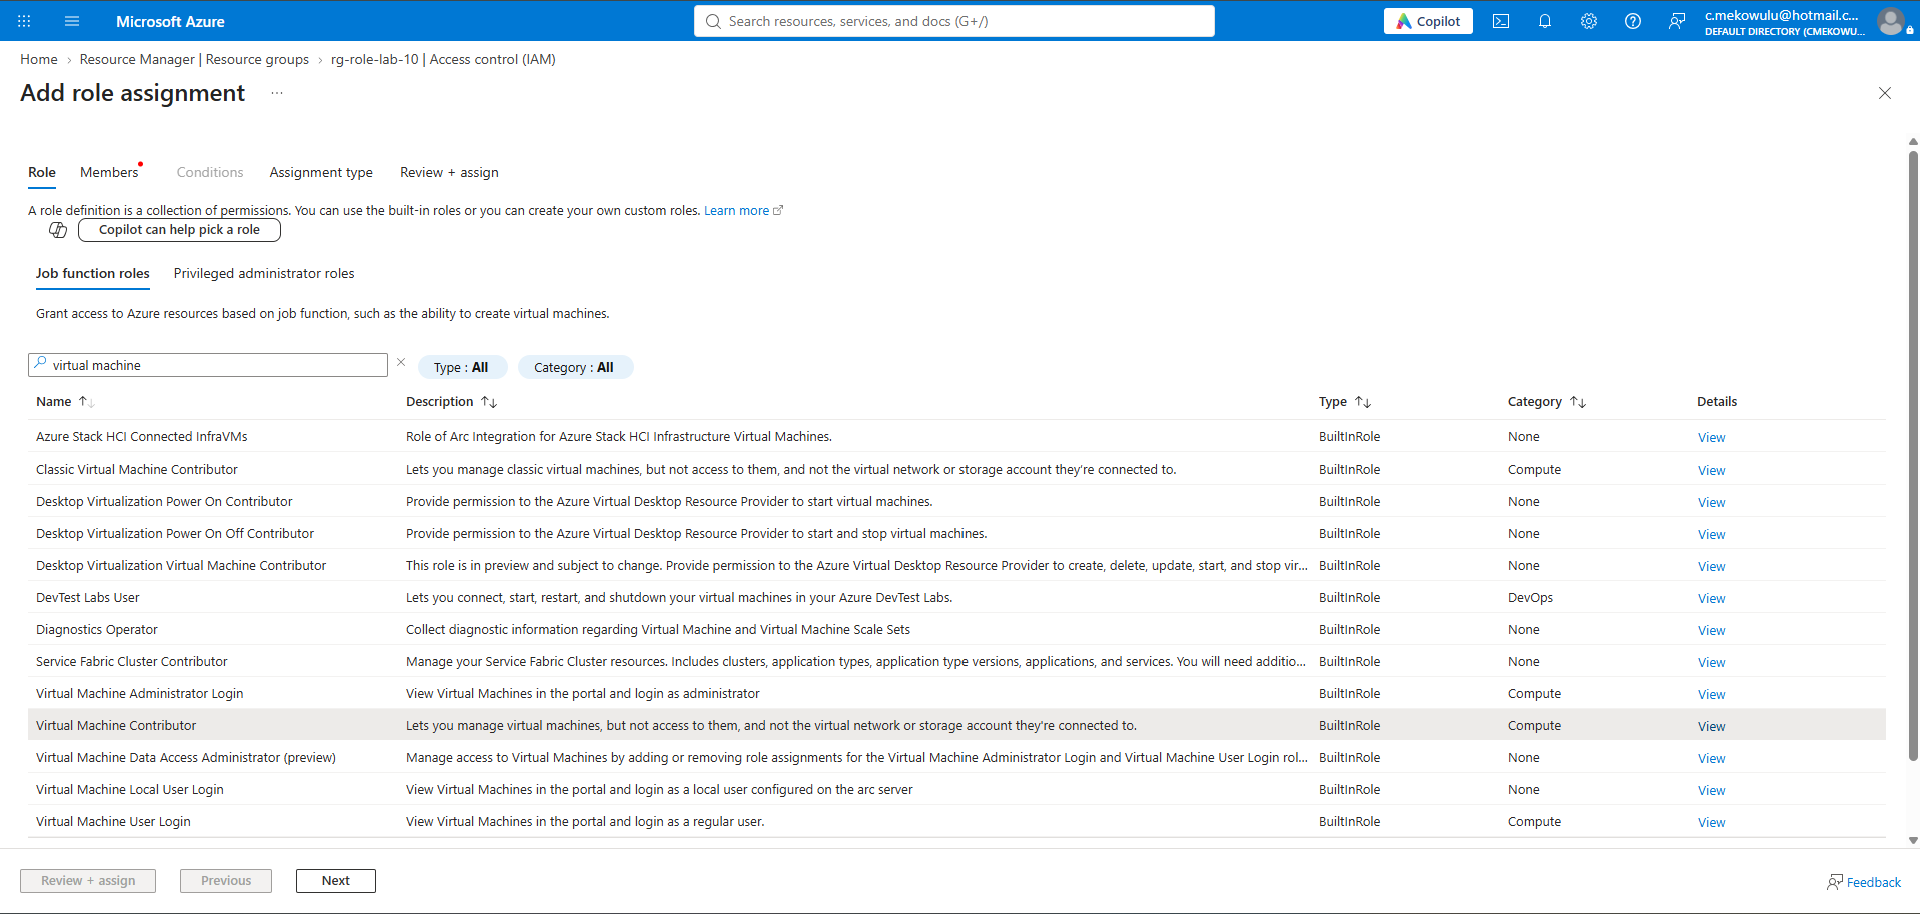 Microsoft Azure
Search resources, services, and docs (G+/)
Copilot
c.mekowulu@hotmail.c...
DEFAULT DIRECTORY (CMEKOWU...
Home > Resource Manager | Resource groups > rg-role-lab-10 | Access control (IAM)
Add role assignment ...
Role Members Conditions Assignment type Review + assign
A role definition is a collection of permissions. You can use the built-in roles or you can create your own custom roles. Learn more
Copilot can help pick a role
Job function roles Privileged administrator roles
Grant access to Azure resources based on job function, such as the ability to create virtual machines.
virtual machine Type : All Category : All
Name Description Type Category Details
Azure Stack HCI Connected InfraVMs Role of Arc Integration for Azure Stack HCI Infrastructure Virtual Machines. BuiltInRole None View
Classic Virtual Machine Contributor Lets you manage classic virtual machines, but not access to them, and not the virtual network or storage account they're connected to. BuiltInRole Compute View
Desktop Virtualization Power On Contributor Provide permission to the Azure Virtual Desktop Resource Provider to start virtual machines. BuiltInRole None View
Desktop Virtualization Power On Off Contributor Provide permission to the Azure Virtual Desktop Resource Provider to start and stop virtual machines. BuiltInRole None View
Desktop Virtualization Virtual Machine Contributor This role is in preview and subject to change. Provide permission to the Azure Virtual Desktop Resource Provider to create, delete, update, start, and stop vir... BuiltInRole None View
DevTest Labs User Lets you connect, start, restart, and shutdown your virtual machines in your Azure DevTest Labs. BuiltInRole DevOps View
Diagnostics Operator Collect diagnostic information regarding Virtual Machine and Virtual Machine Scale Sets BuiltInRole None View
Service Fabric Cluster Contributor Manage your Service Fabric Cluster resources. Includes clusters, application types, application type versions, applications, and services. You will need additio... BuiltInRole None View
Virtual Machine Administrator Login View Virtual Machines in the portal and login as administrator BuiltInRole Compute View
Virtual Machine Contributor Lets you manage virtual machines, but not access to them, and not the virtual network or storage account they're connected to. BuiltInRole Compute View
Virtual Machine Data Access Administrator (preview) Manage access to Virtual Machines by adding or removing role assignments for the Virtual Machine Administrator Login and Virtual Machine User Login rol... BuiltInRole None View
Virtual Machine Local User Login View Virtual Machines in the portal and login as a local user configured on the arc server BuiltInRole None View
Virtual Machine User Login View Virtual Machines in the portal and login as a regular user. BuiltInRole Compute View
Review + assign Previous Next Feedback